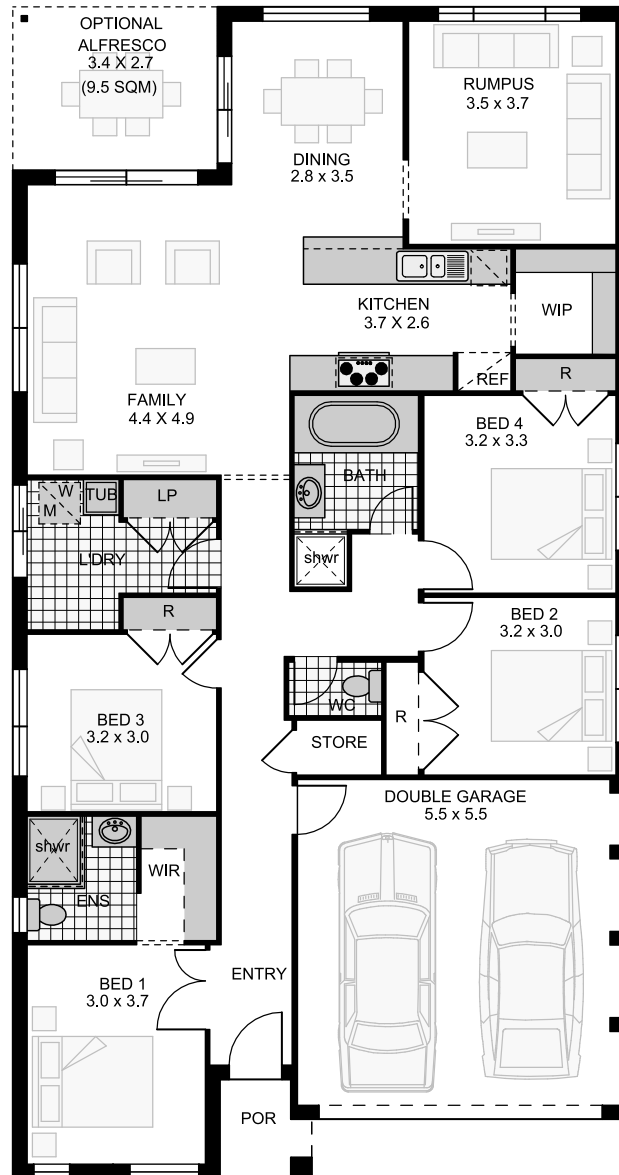 OPTIONAL
ALFRESCO
3.4 X 2.7
(9.5 SQM)
RUMPUS
3.5 x 3.7
DINING
2.8 x 3.5
KITCHEN
3.7 X 2.6
WIP
REF
R
FAMILY
4.4 X 4.9
BED 4
3.2 x 3.3
BATH
W
M
TUB
LP
L'DRY
shwr
R
BED 2
3.2 x 3.0
BED 3
3.2 x 3.0
WC
R
STORE
DOUBLE GARAGE
5.5 x 5.5
shwr
WIR
ENS
BED 1
3.0 x 3.7
ENTRY
POR